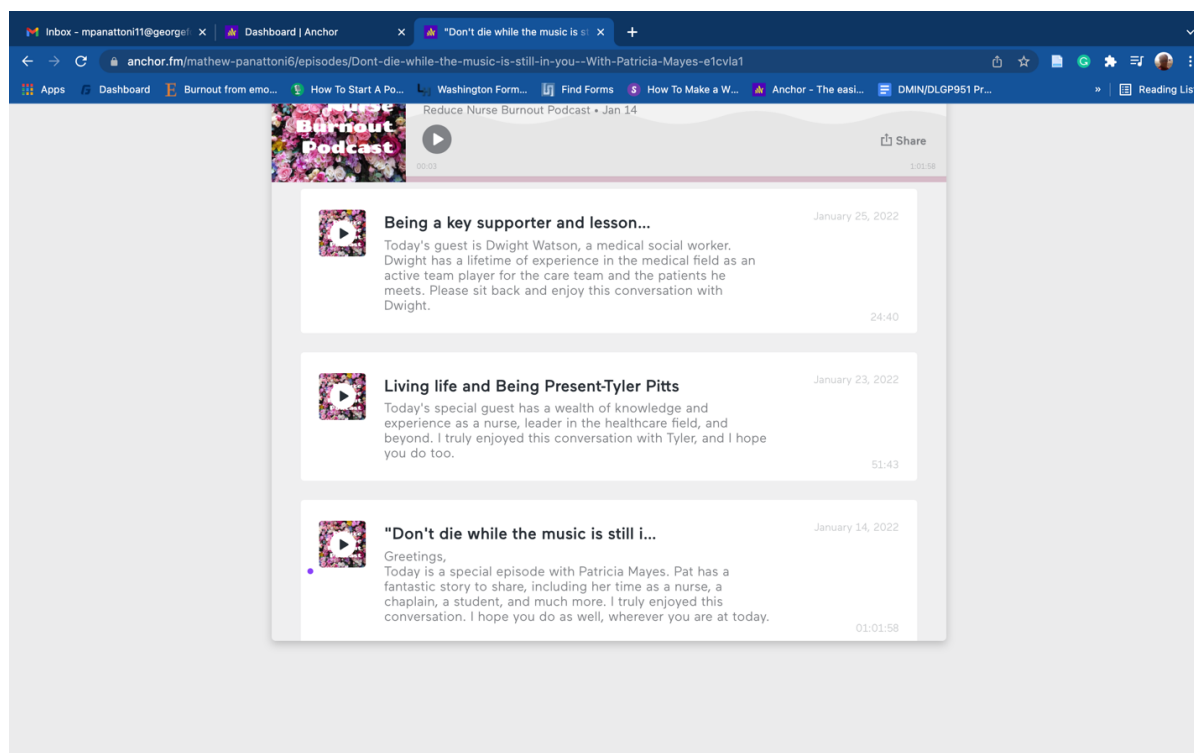 Inbox - mpanattoni11@georgef
Dashboard | Anchor
"Don't die while the music is st
anchor.fm/mathew-panattoni6/episodes/Dont-die-while-the-music-is-still-in-you--With-Patricia-Mayes-e1cvla1
Apps
Dashboard
Burnout from emo...
How To Start A Po...
Washington Form...
Find Forms
How To Make a W...
Anchor - The easi...
DMIN/DLGP951 Pr...
»
Reading List
Nurse
Burnout
Podcast
Reduce Nurse Burnout Podcast • Jan 14
Share
00:03
1:01:58
Being a key supporter and lesson...
January 25, 2022
Today's guest is Dwight Watson, a medical social worker.
Dwight has a lifetime of experience in the medical field as an
active team player for the care team and the patients he
meets. Please sit back and enjoy this conversation with
Dwight.
24:40
Living life and Being Present-Tyler Pitts
January 23, 2022
Today's special guest has a wealth of knowledge and
experience as a nurse, leader in the healthcare field, and
beyond. I truly enjoyed this conversation with Tyler, and I hope
you do too.
51:43
"Don't die while the music is still i...
January 14, 2022
Greetings,
Today is a special episode with Patricia Mayes. Pat has a
fantastic story to share, including her time as a nurse, a
chaplain, a student, and much more. I truly enjoyed this
conversation. I hope you do as well, wherever you are at today.
01:01:58